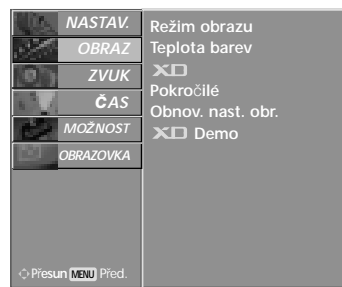 NASTAV.
OBRAZ
ZVUK
ČAS
MOŽNOST
OBRAZOVKA
Přesun MENU Před.
Režim obrazu
Teplota barev
XD
Pokročilé
Obnov. nast. obr.
XD Demo